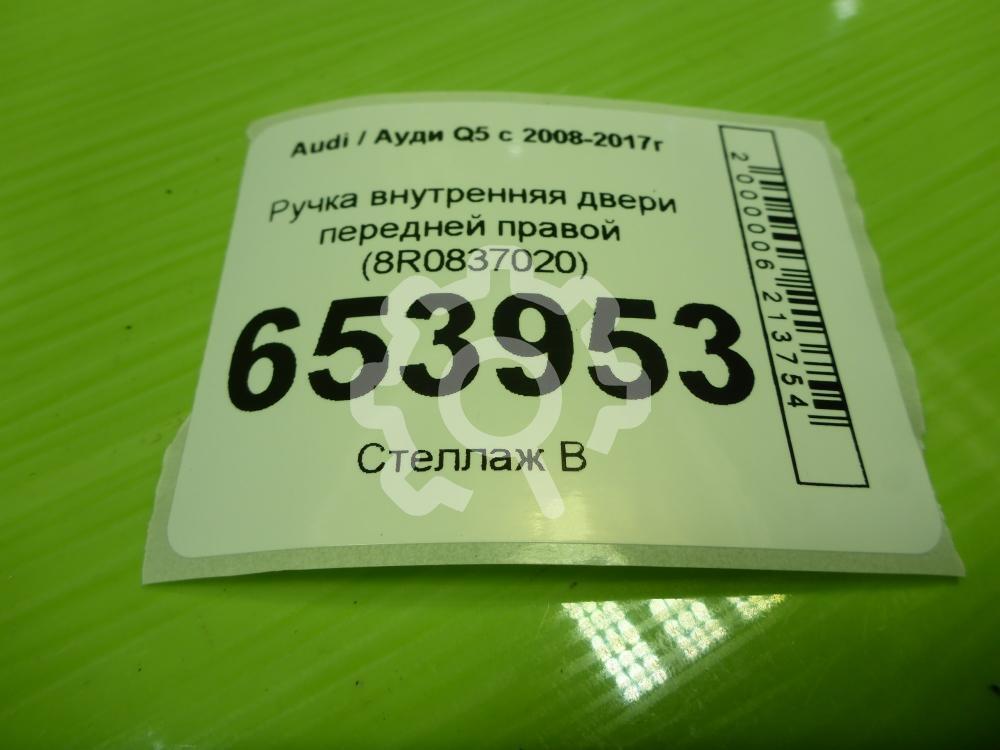 Audi / Ауди Q5 с 2008-2017г
Ручка внутренняя двери
передней правой
(8R0837020)
653953
Стеллаж В
2000006213754